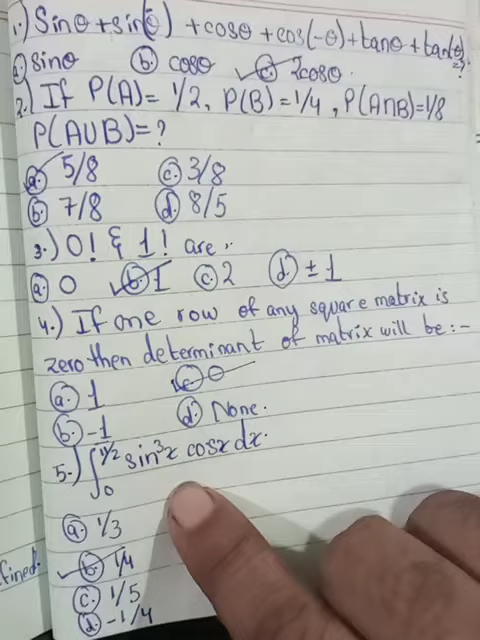 1.) Sinθ + sin(-θ) + cosθ + cos(-θ) + tanθ + tan(-θ) = ?
a. sinθ b. cosθ c. 2cosθ.
2.) If P(A) = 1/2, P(B) = 1/4, P(A∩B) = 1/8
P(AUB) = ?
a. 5/8 c. 3/8
b. 7/8 d. 8/5
3.) 0! & 1! are.
a. 0 b. 1 c. 2 d. ±1
4.) If one row of any square matrix is
zero then determinant of matrix will be:-
a. 1 c. 0
b. -1 d. None.
5.) ∫₀^π/2 sin³x cosx dx.
a. 1/3
b. 1/4
c. 1/5
d. -1/4
fined.